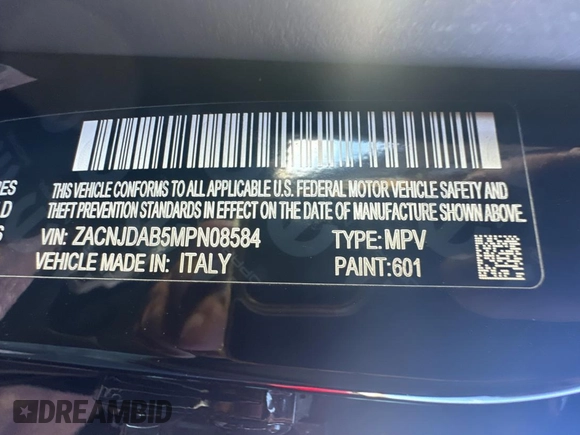 THIS VEHICLE CONFORMS TO ALL APPLICABLE U.S. FEDERAL MOTOR VEHICLE SAFETY AND
THEFT PREVENTION STANDARDS IN EFFECT ON THE DATE OF MANUFACTURE SHOWN ABOVE.
VIN: ZACNJDAB5MPN08584 TYPE: MPV
VEHICLE MADE IN: ITALY PAINT: 601
DREAMBID